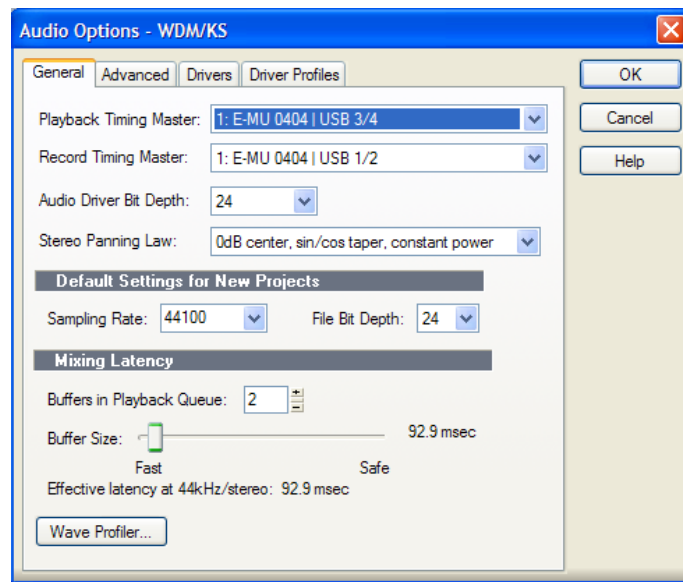 Audio Options - WDM/KS
General Advanced Drivers Driver Profiles
OK
Cancel
Help
Playback Timing Master: 1: E-MU 0404 | USB 3/4
Record Timing Master: 1: E-MU 0404 | USB 1/2
Audio Driver Bit Depth: 24
Stereo Panning Law: 0dB center, sin/cos taper, constant power
Default Settings for New Projects
Sampling Rate: 44100 File Bit Depth: 24
Mixing Latency
Buffers in Playback Queue: 2
Buffer Size: 92.9 msec
Fast Safe
Effective latency at 44kHz/stereo: 92.9 msec
Wave Profiler...